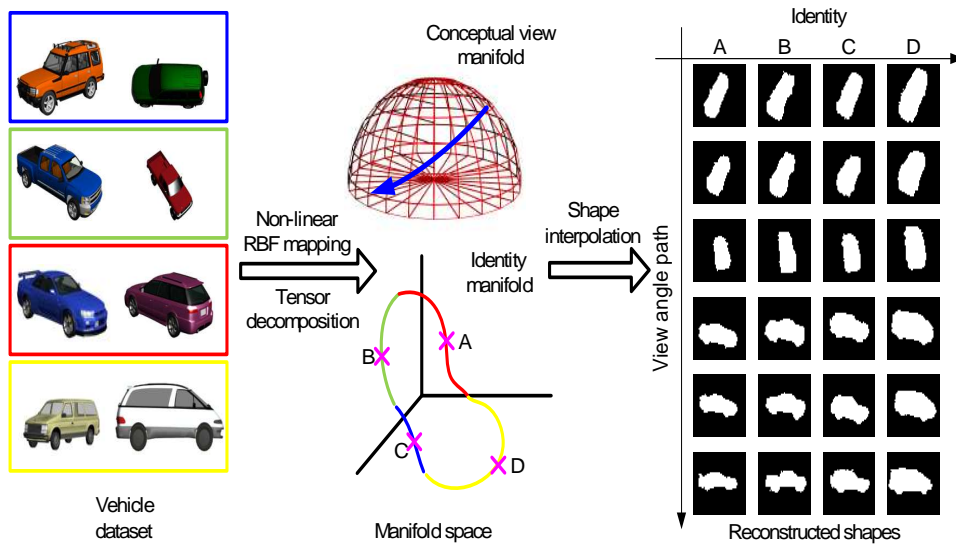 Conceptual view
manifold
Identity
A B C D
Non-linear
RBF mapping
Tensor
decomposition
Shape
interpolation
Identity
manifold
View angle path
A
B
C
D
Vehicle
dataset
Manifold space
Reconstructed shapes